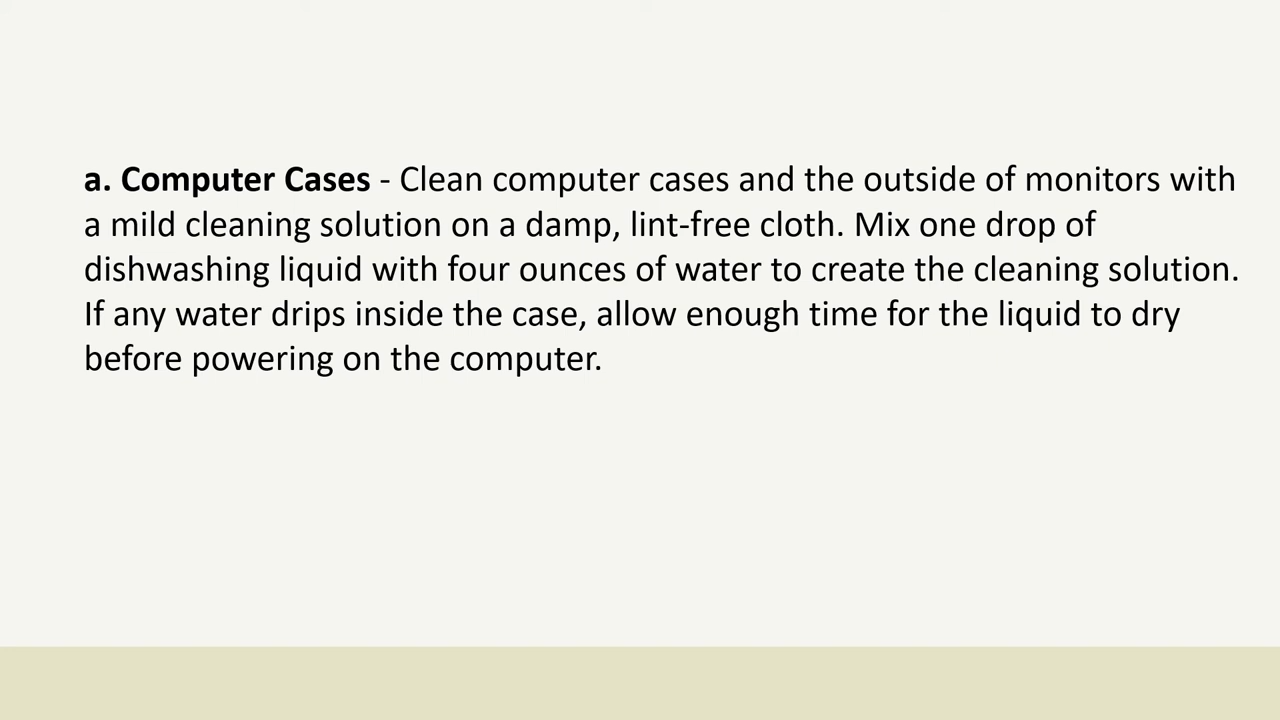 a. Computer Cases - Clean computer cases and the outside of monitors with
a mild cleaning solution on a damp, lint-free cloth. Mix one drop of
dishwashing liquid with four ounces of water to create the cleaning solution.
If any water drips inside the case, allow enough time for the liquid to dry
before powering on the computer.